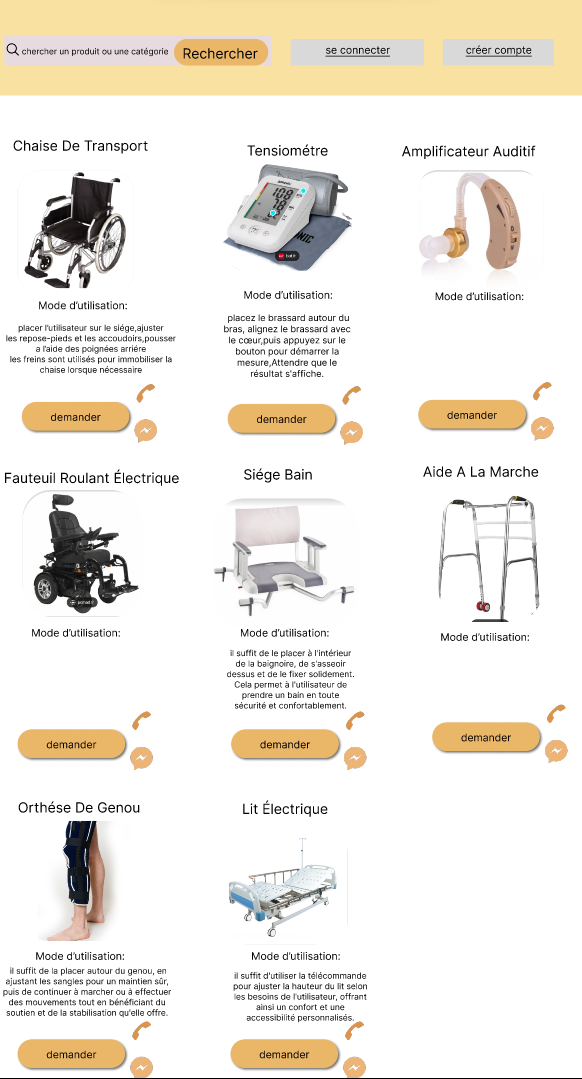 chercher un produit ou une catégorie
Rechercher
se connecter
créer compte
Chaise De Transport
Tensiométre
Amplificateur Auditif
108
78
Mode d'utilisation:
Mode d'utilisation:
Mode d'utilisation:
placer l'utilisateur sur le siége,ajuster
les repose-pieds et les accoudoirs,pousser
a l'aide des poignées arriére
les freins sont utilisés pour immobiliser la
chaise lorsque nécessaire
placez le brassard autour du
bras, alignez le brassard avec
le cœur,puis appuyez sur le
bouton pour démarrer la
mesure,Attendre que le
résultat s'affiche.
demander
demander
demander
Fauteuil Roulant Électrique
Siége Bain
Aide A La Marche
Mode d'utilisation:
Mode d'utilisation:
Mode d'utilisation:
il suffit de le placer à l'intérieur
de la baignoire, de s'asseoir
dessus et de le fixer solidement.
Cela permet à l'utilisateur de
prendre un bain en toute
sécurité et confortablement.
demander
demander
demander
Orthése De Genou
Lit Électrique
Mode d'utilisation:
Mode d'utilisation:
il suffit de la placer autour du genou, en
ajustant les sangles pour un maintien sûr,
puis de continuer à marcher ou à effectuer
des mouvements tout en bénéficiant du
soutien et de la stabilisation qu'elle offre.
il suffit d'utiliser la télécommande
pour ajuster la hauteur du lit selon
les besoins de l'utilisateur, offrant
ainsi un confort et une
accessibilité personnalisés.
demander
demander